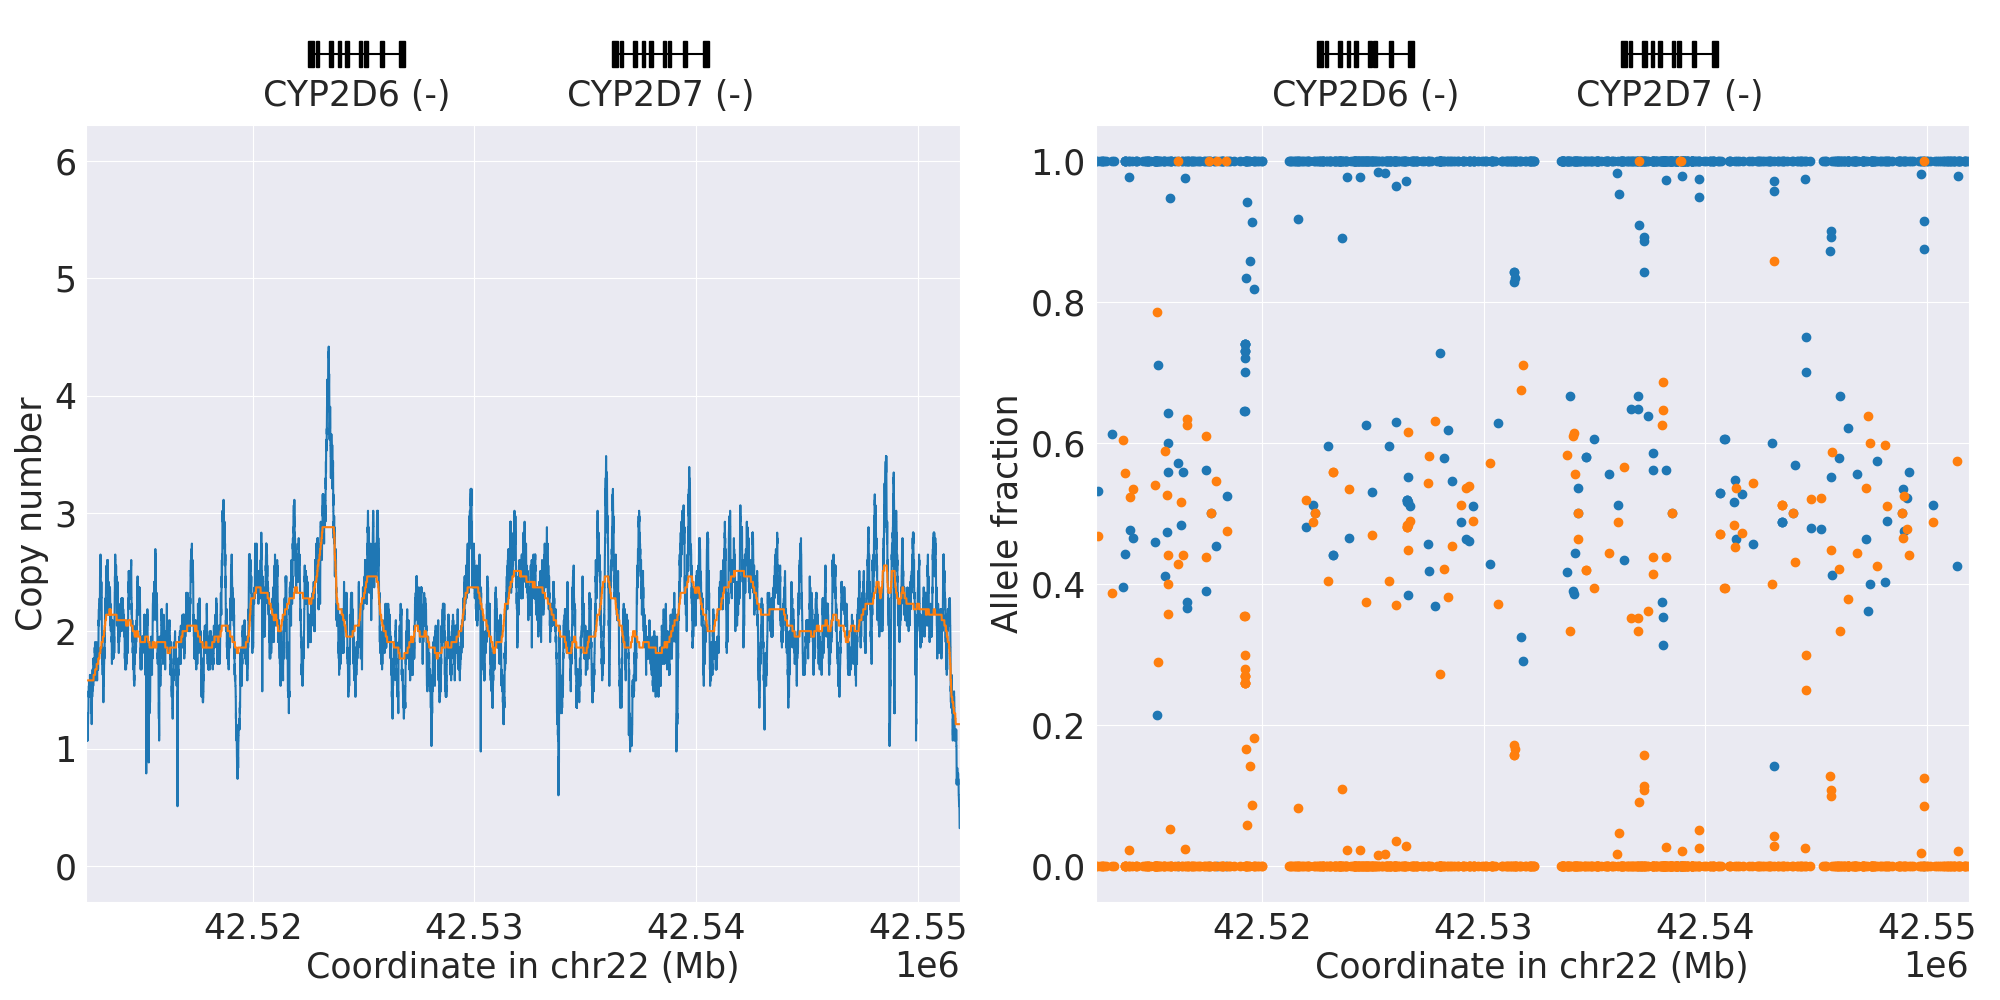 CYP2D6 (-)
CYP2D7 (-)
6
5
4
3
2
1
0
Copy number
42.52
42.53
42.54
42.55
Coordinate in chr22 (Mb)
1e6
CYP2D6 (-)
CYP2D7 (-)
1.0
0.8
0.6
0.4
0.2
0.0
Allele fraction
42.52
42.53
42.54
42.55
Coordinate in chr22 (Mb)
1e6